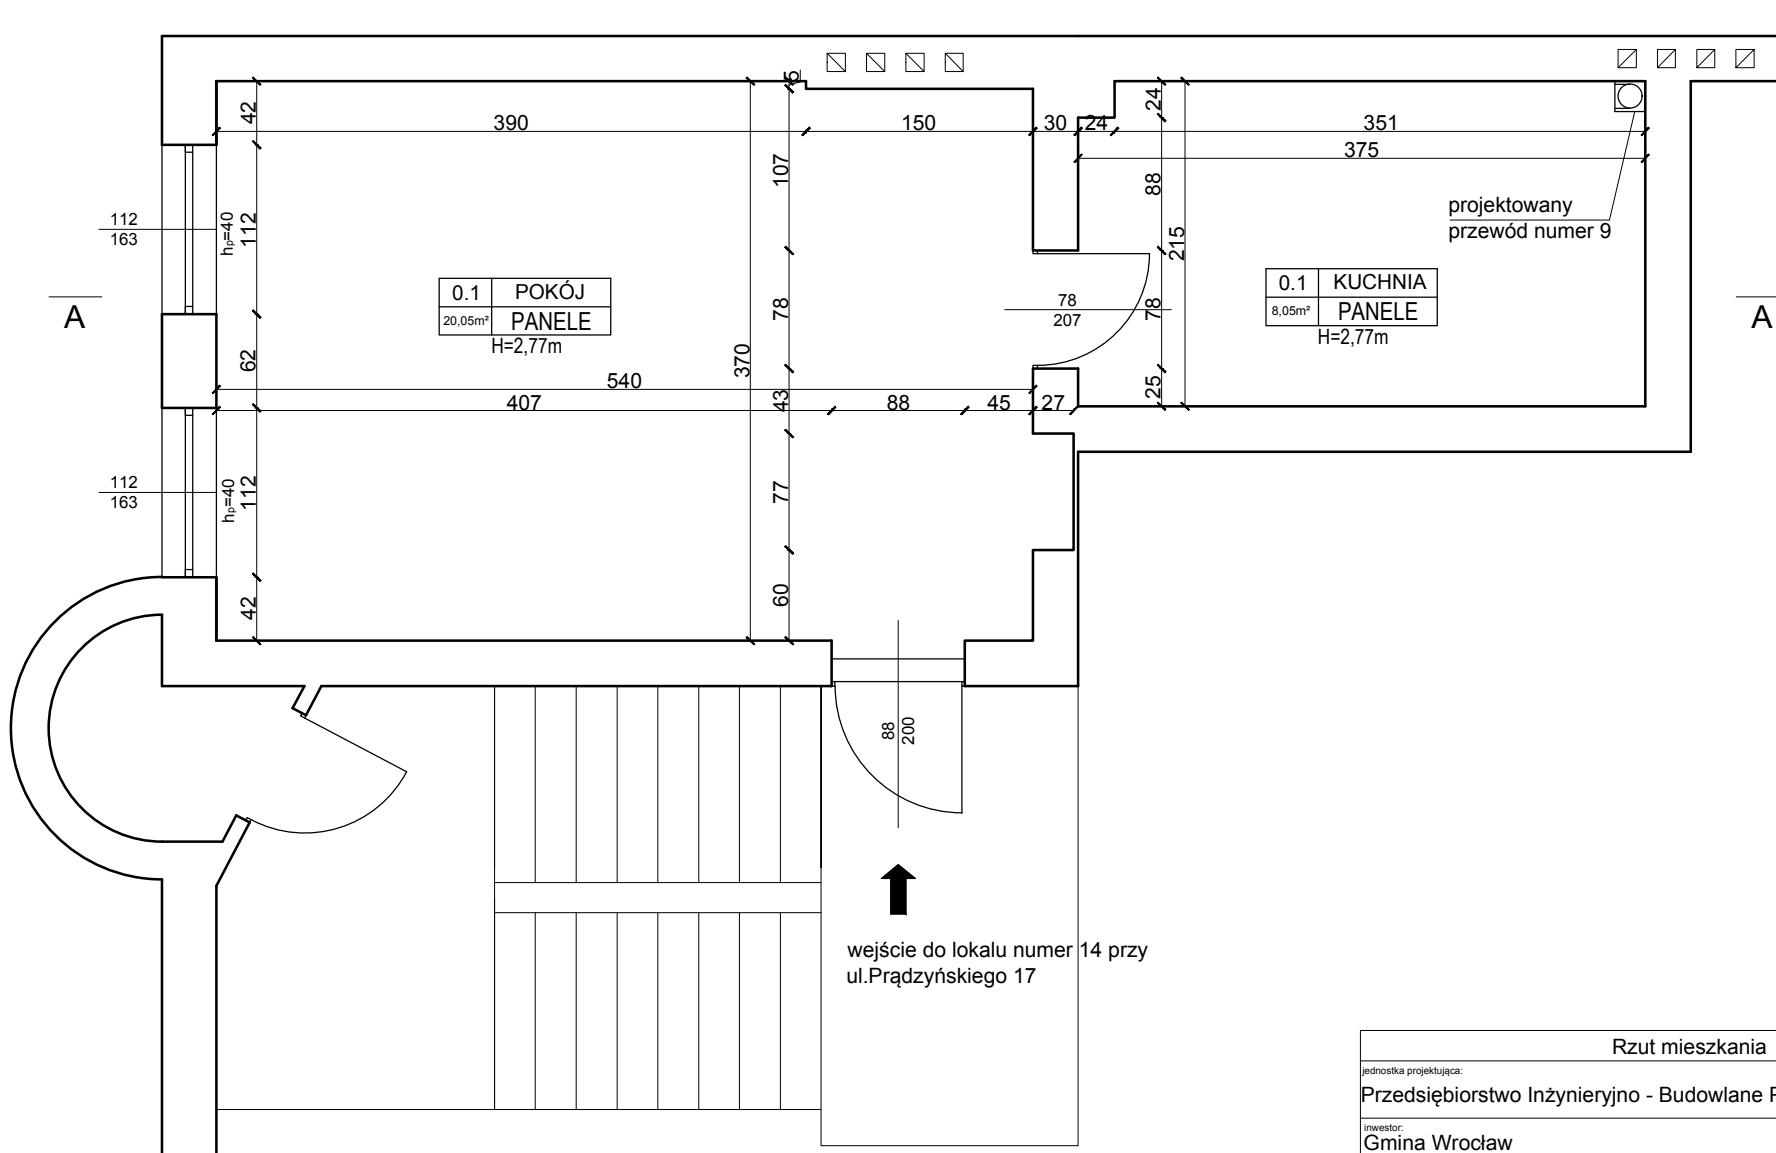 5
42
390
150
30
24
24
351
375
107
88
projektowany
przewód numer 9
112
163
hₚ=40
112
215
A
0.1 POKÓJ
20,05m² PANELE
H=2,77m
78
78
207
78
0.1 KUCHNIA
8,05m² PANELE
H=2,77m
A
62
370
540
407
43
88
45
27
25
112
163
hₚ=40
112
77
42
60
88
200
wejście do lokalu numer 14 przy
ul.Prądzyńskiego 17
Rzut mieszkania
jednostka projektująca:
Przedsiębiorstwo Inżynieryjno - Budowlane
inwestor:
Gmina Wrocław